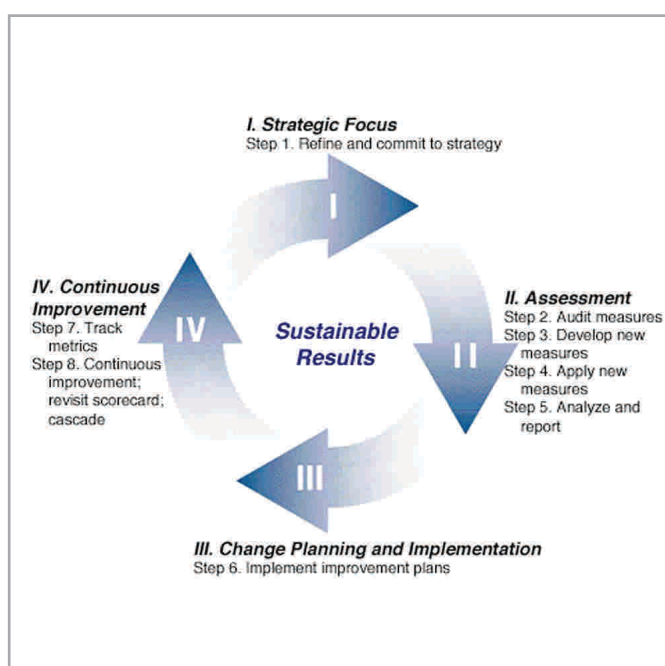 I. Strategic Focus
Step 1. Refine and commit to strategy
I
II. Assessment
Step 2. Audit measures
Step 3. Develop new
measures
Step 4. Apply new
measures
Step 5. Analyze and
report
II
III
III. Change Planning and Implementation
Step 6. Implement improvement plans
IV. Continuous
Improvement
Step 7. Track
metrics
Step 8. Continuous
improvement;
revisit scorecard;
cascade
IV
Sustainable
Results